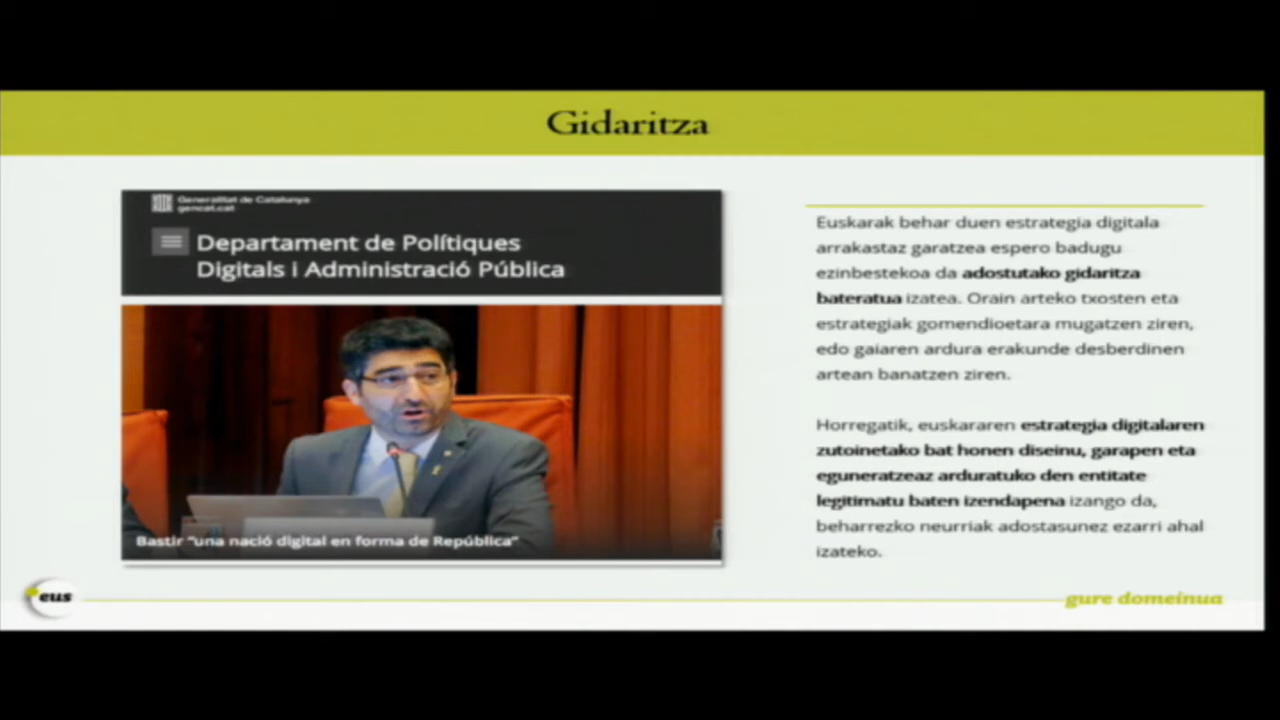 Gidaritza
Generalitat de Catalunya
gencat.cat
Departament de Polítiques
Digitals i Administració Pública
Bastir "una nació digital en forma de República"
Euskarak behar duen estrategia digitala
arrakastaz garatzea espero badugu
ezinbestekoa da adostutako gidaritza
bateratua izatea. Orain arteko txosten eta
estrategiak gomendioetara mugatzen ziren,
edo gaiaren ardura erakunde desberdinen
artean banatzen ziren.
Horregatik, euskararen estrategia digitalaren
zutoinetako bat honen diseinu, garapen eta
eguneratzeaz arduratuko den entitate
legitimatu baten izendapena izango da,
beharrezko neurriak adostasunez ezarri ahal
izateko.
eus
gure domeinua